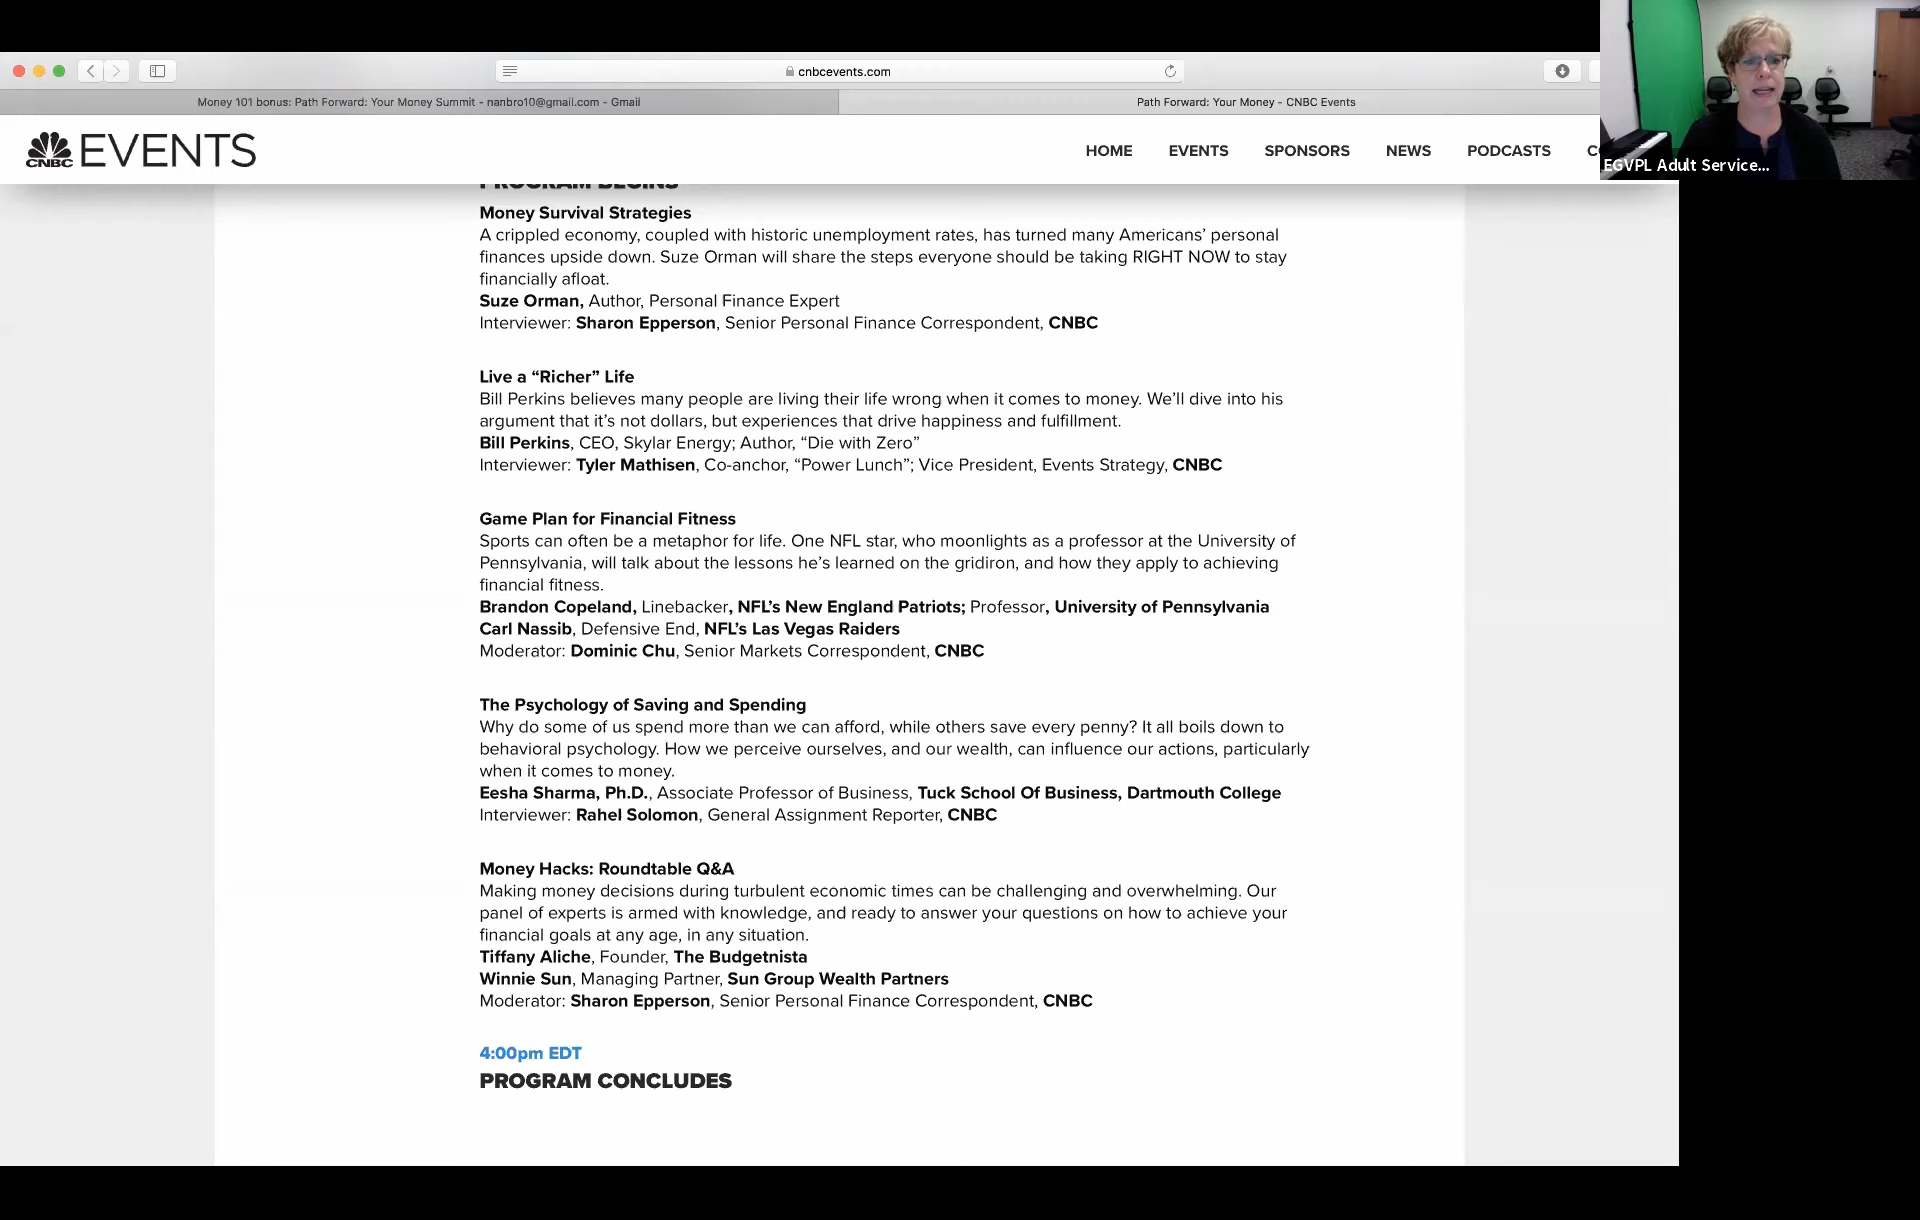 cnbcevents.com
Money 101 bonus: Path Forward: Your Money Summit - nanbro10@gmail.com - Gmail
Path Forward: Your Money - CNBC Events
CNBC EVENTS
HOME EVENTS SPONSORS NEWS PODCASTS
EGVPL Adult Service...
PROGRAM BEGINS
Money Survival Strategies
A crippled economy, coupled with historic unemployment rates, has turned many Americans’ personal
finances upside down. Suze Orman will share the steps everyone should be taking RIGHT NOW to stay
financially afloat.
Suze Orman, Author, Personal Finance Expert
Interviewer: Sharon Epperson, Senior Personal Finance Correspondent, CNBC
Live a “Richer” Life
Bill Perkins believes many people are living their life wrong when it comes to money. We’ll dive into his
argument that it’s not dollars, but experiences that drive happiness and fulfillment.
Bill Perkins, CEO, Skylar Energy; Author, “Die with Zero”
Interviewer: Tyler Mathisen, Co-anchor, “Power Lunch”; Vice President, Events Strategy, CNBC
Game Plan for Financial Fitness
Sports can often be a metaphor for life. One NFL star, who moonlights as a professor at the University of
Pennsylvania, will talk about the lessons he’s learned on the gridiron, and how they apply to achieving
financial fitness.
Brandon Copeland, Linebacker, NFL’s New England Patriots; Professor, University of Pennsylvania
Carl Nassib, Defensive End, NFL’s Las Vegas Raiders
Moderator: Dominic Chu, Senior Markets Correspondent, CNBC
The Psychology of Saving and Spending
Why do some of us spend more than we can afford, while others save every penny? It all boils down to
behavioral psychology. How we perceive ourselves, and our wealth, can influence our actions, particularly
when it comes to money.
Eesha Sharma, Ph.D., Associate Professor of Business, Tuck School Of Business, Dartmouth College
Interviewer: Rahel Solomon, General Assignment Reporter, CNBC
Money Hacks: Roundtable Q&A
Making money decisions during turbulent economic times can be challenging and overwhelming. Our
panel of experts is armed with knowledge, and ready to answer your questions on how to achieve your
financial goals at any age, in any situation.
Tiffany Aliche, Founder, The Budgetnista
Winnie Sun, Managing Partner, Sun Group Wealth Partners
Moderator: Sharon Epperson, Senior Personal Finance Correspondent, CNBC
4:00pm EDT
PROGRAM CONCLUDES